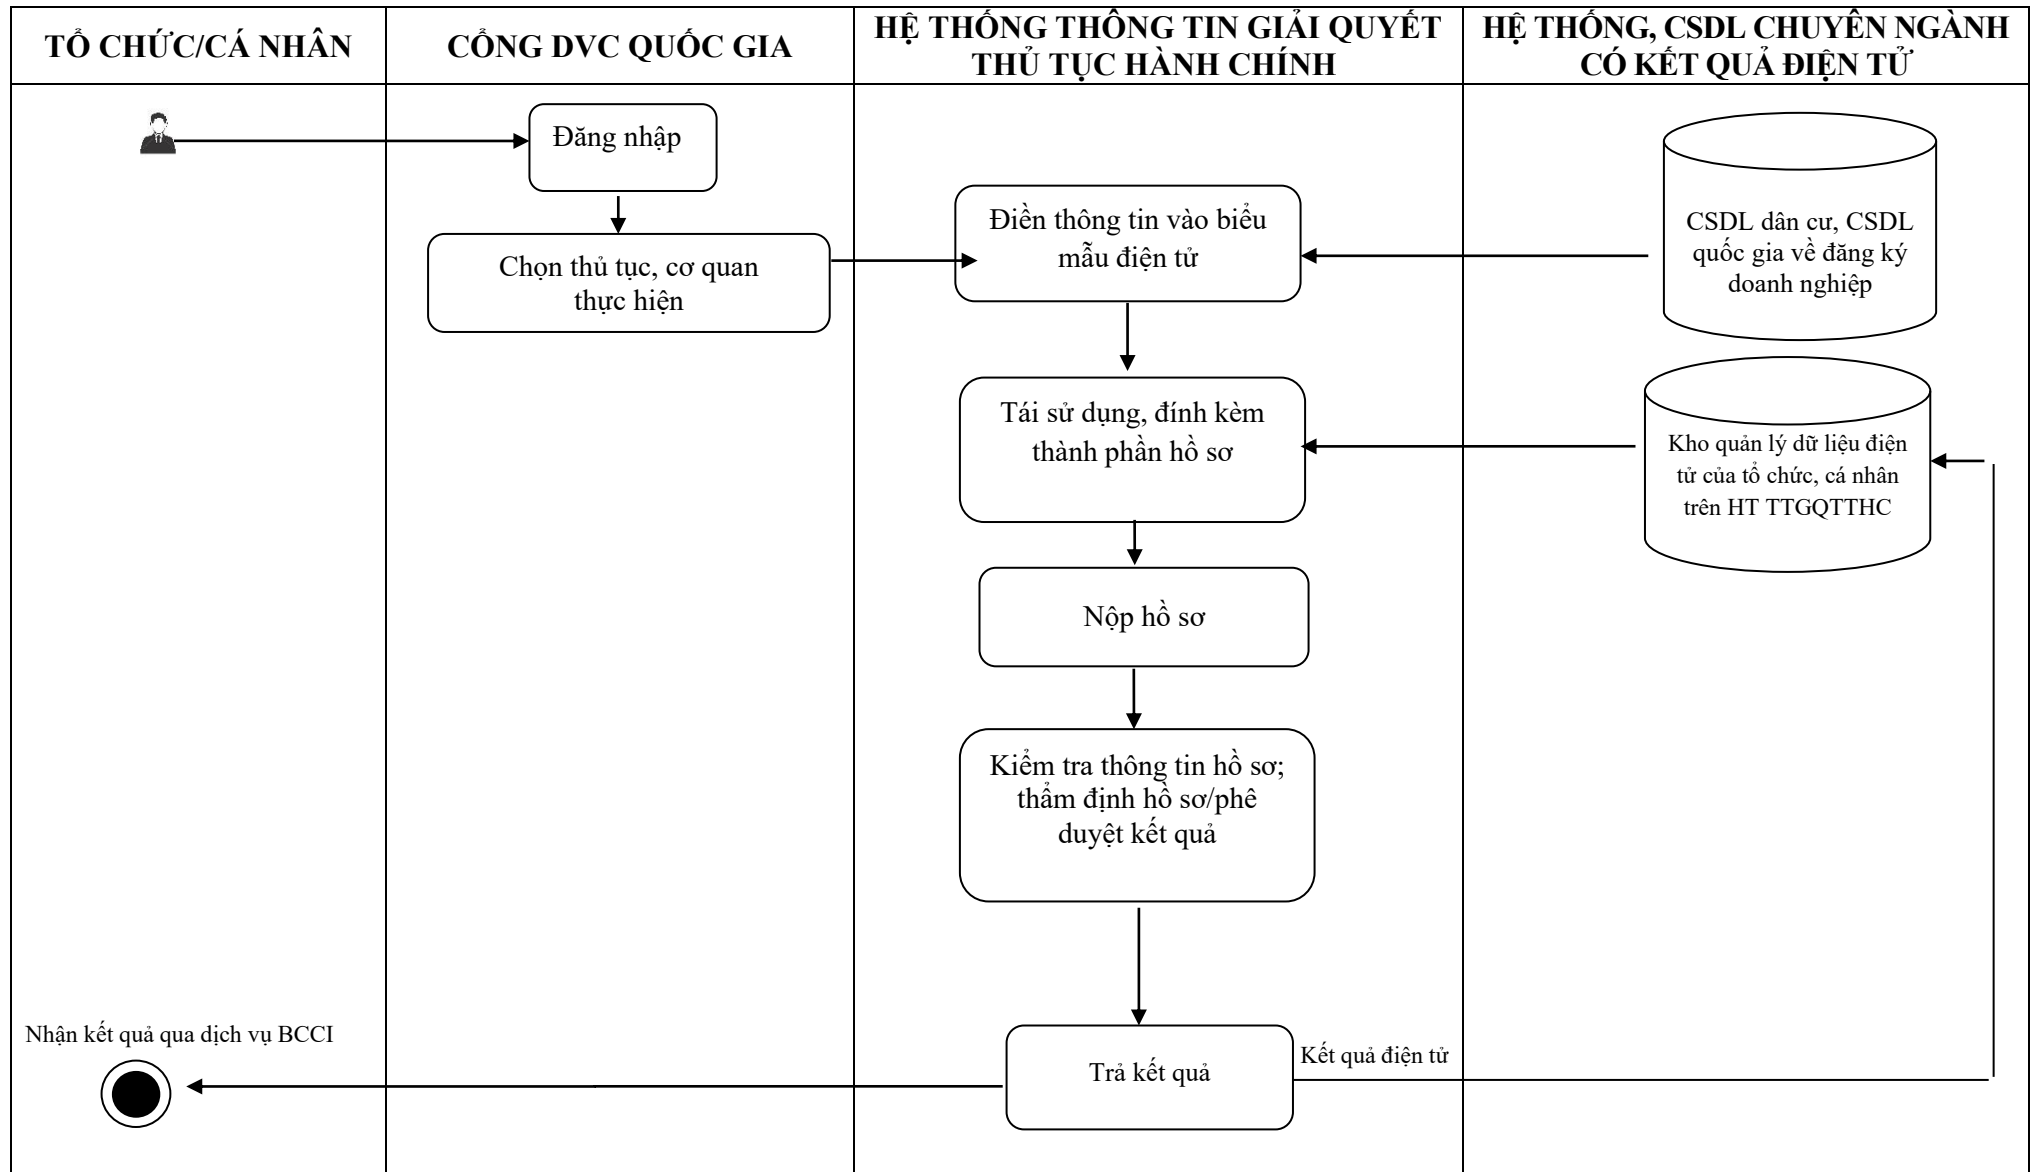 TỔ CHỨC/CÁ NHÂN
CỔNG DVC QUỐC GIA
HỆ THỐNG THÔNG TIN GIẢI QUYẾT
THỦ TỤC HÀNH CHÍNH
HỆ THỐNG, CSDL CHUYÊN NGÀNH
CÓ KẾT QUẢ ĐIỆN TỬ
Đăng nhập
Chọn thủ tục, cơ quan
thực hiện
Điền thông tin vào biểu
mẫu điện tử
CSDL dân cư, CSDL
quốc gia về đăng ký
doanh nghiệp
Tái sử dụng, đính kèm
thành phần hồ sơ
Kho quản lý dữ liệu điện
tử của tổ chức, cá nhân
trên HT TTGQTTHC
Nộp hồ sơ
Kiểm tra thông tin hồ sơ;
thẩm định hồ sơ/phê
duyệt kết quả
Nhận kết quả qua dịch vụ BCCI
Trả kết quả
Kết quả điện tử